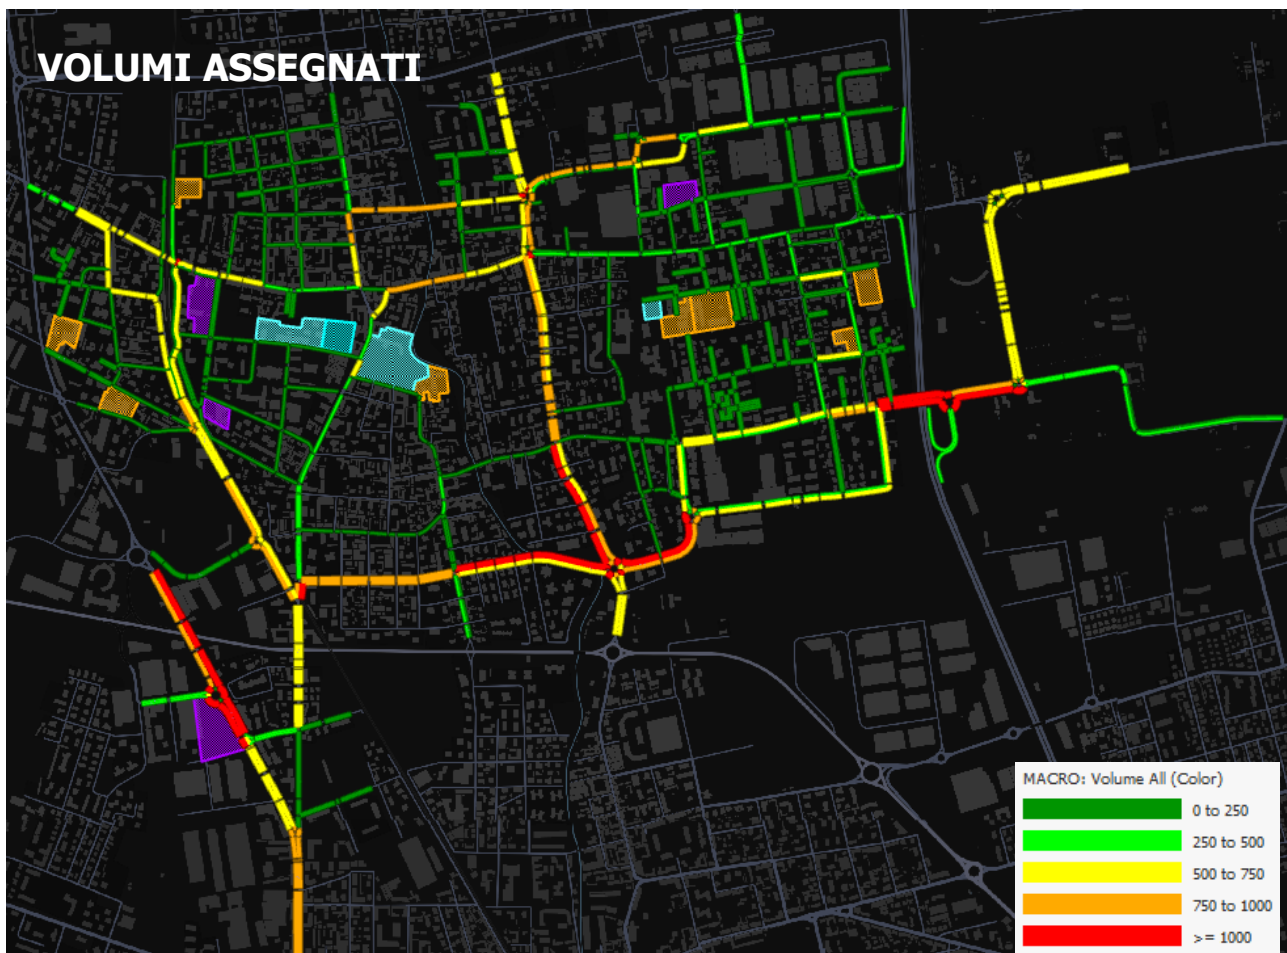 VOLUMI ASSEGNATI
MACRO: Volume All (Color)
0 to 250
250 to 500
500 to 750
750 to 1000
>= 1000